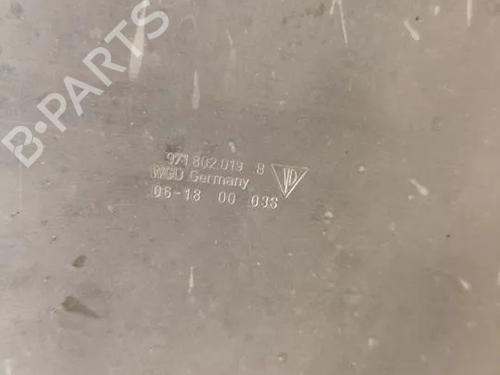 B-PARTS
971.802.019 B
WGD Germany
06-18 00 03S